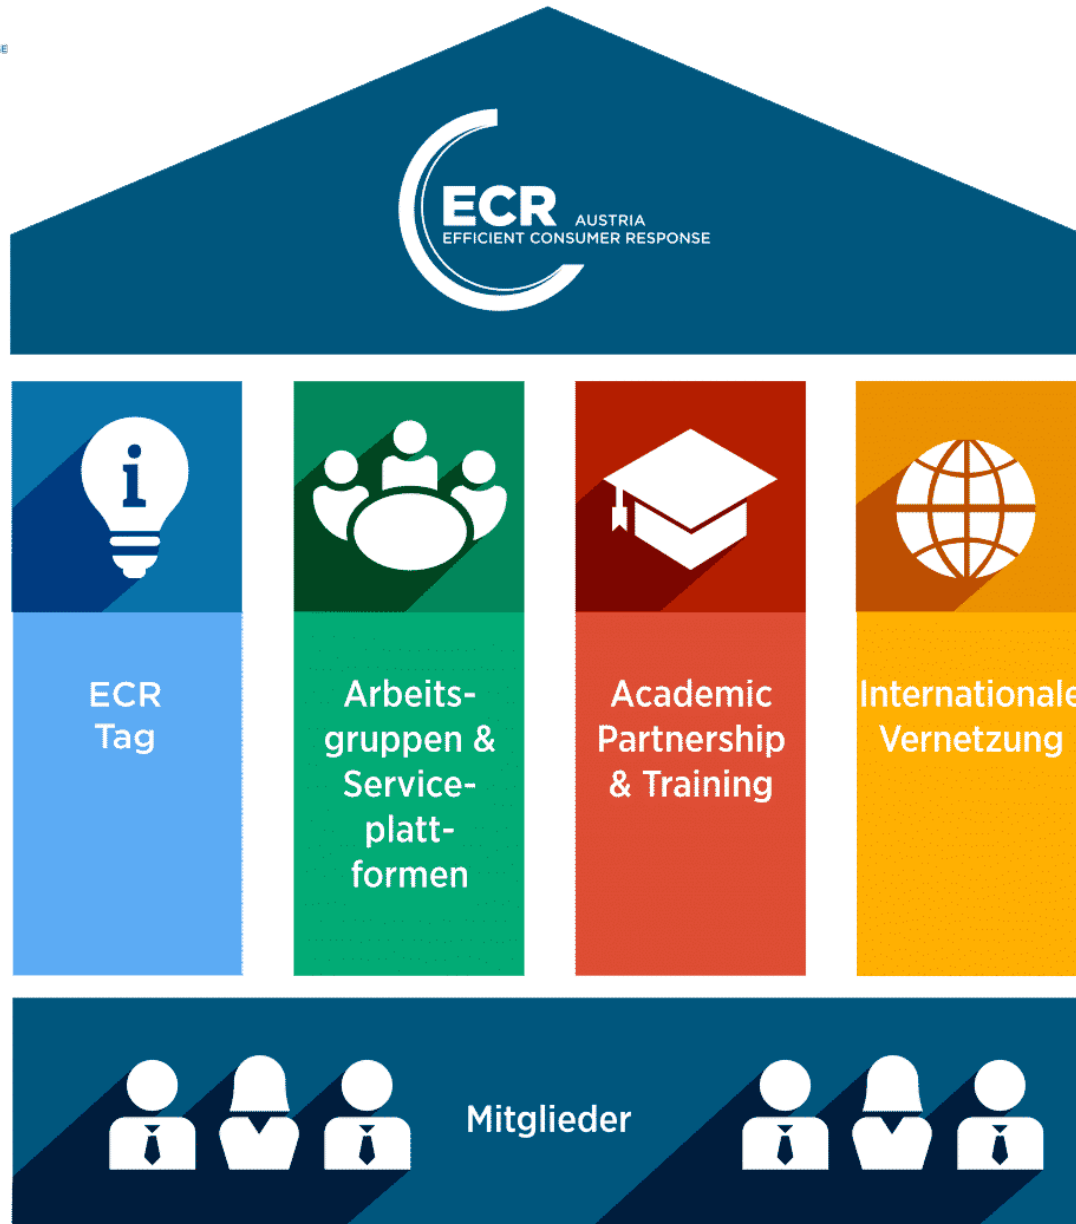 ECR AUSTRIA
EFFICIENT CONSUMER RESPONSE
i
ECR
Tag
Arbeits-
gruppen &
Service-
platt-
formen
Academic
Partnership
& Training
Internationale
Vernetzung
Mitglieder